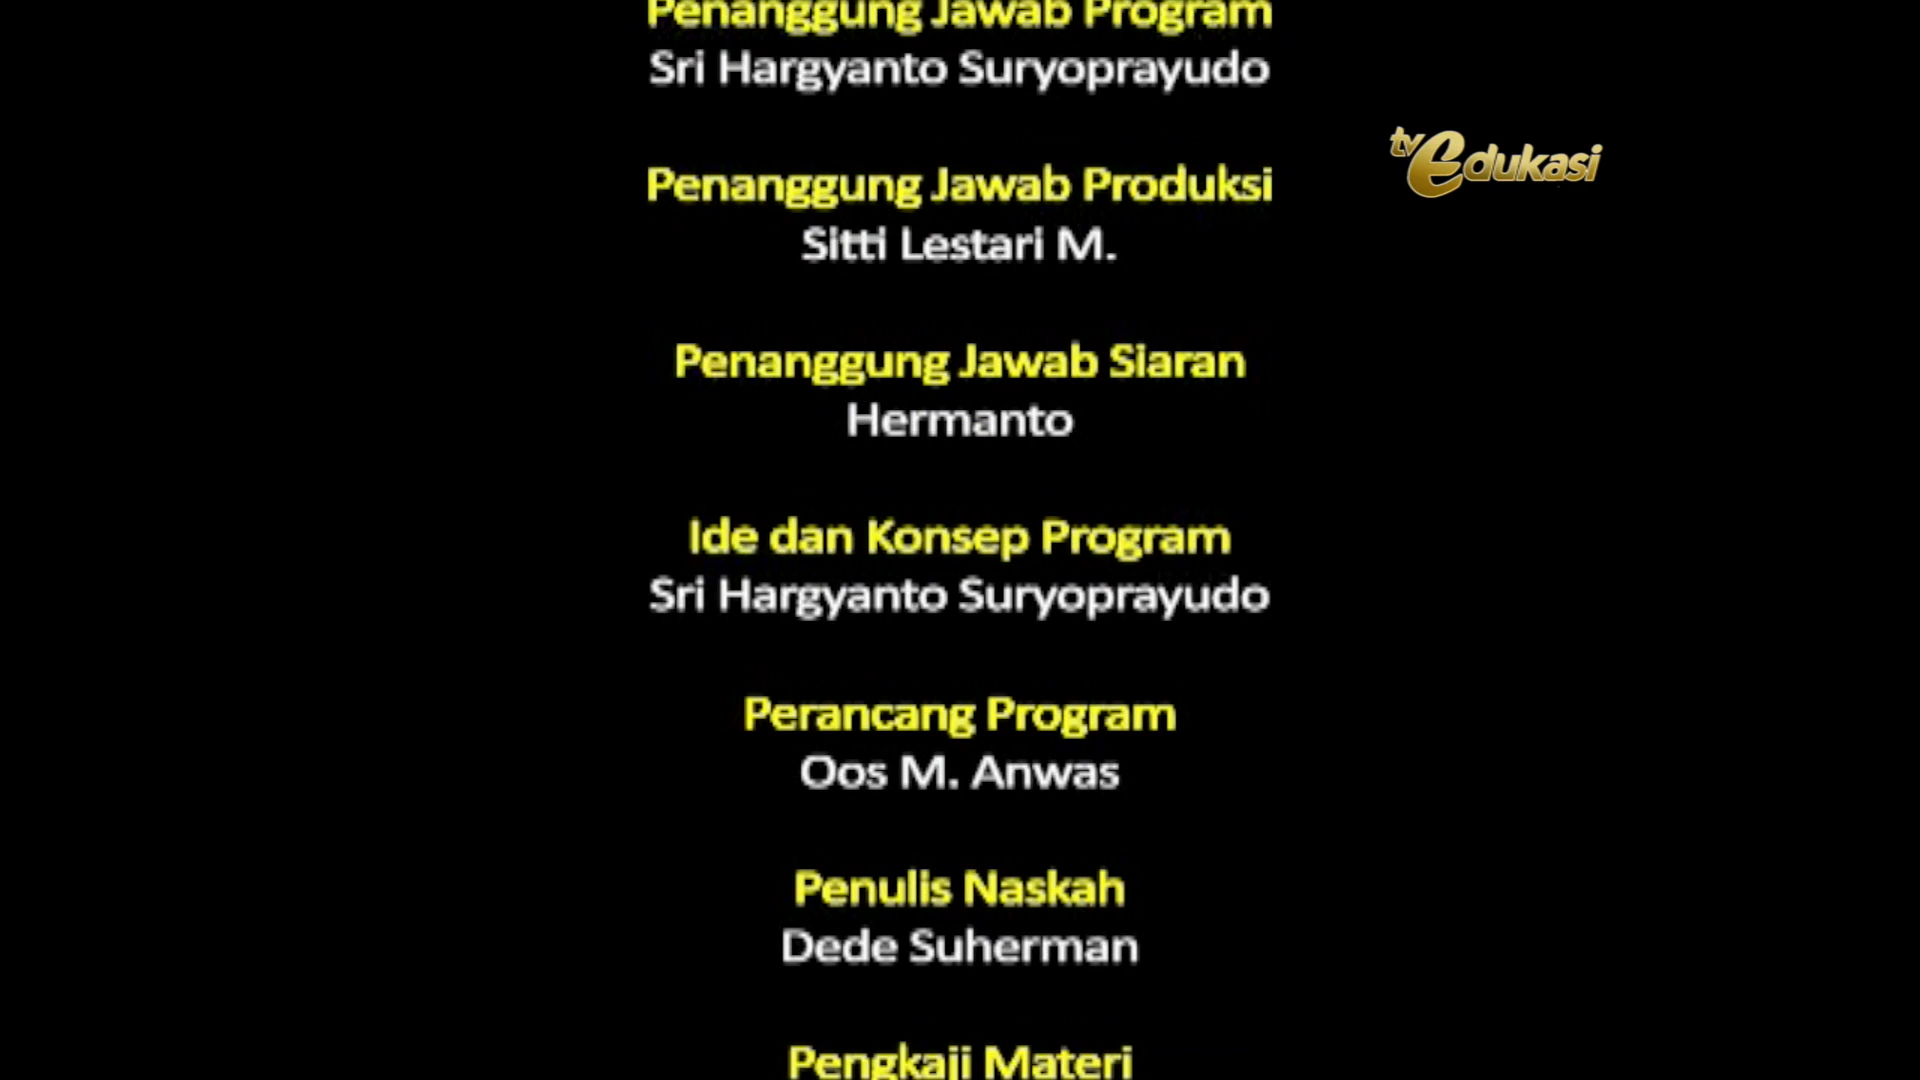 Penanggung Jawab Program
Sri Hargyanto Suryoprayudo
tvEdukasi
Penanggung Jawab Produksi
Sitti Lestari M.
Penanggung Jawab Siaran
Hermanto
Ide dan Konsep Program
Sri Hargyanto Suryoprayudo
Perancang Program
Oos M. Anwas
Penulis Naskah
Dede Suherman
Pengkaji Materi